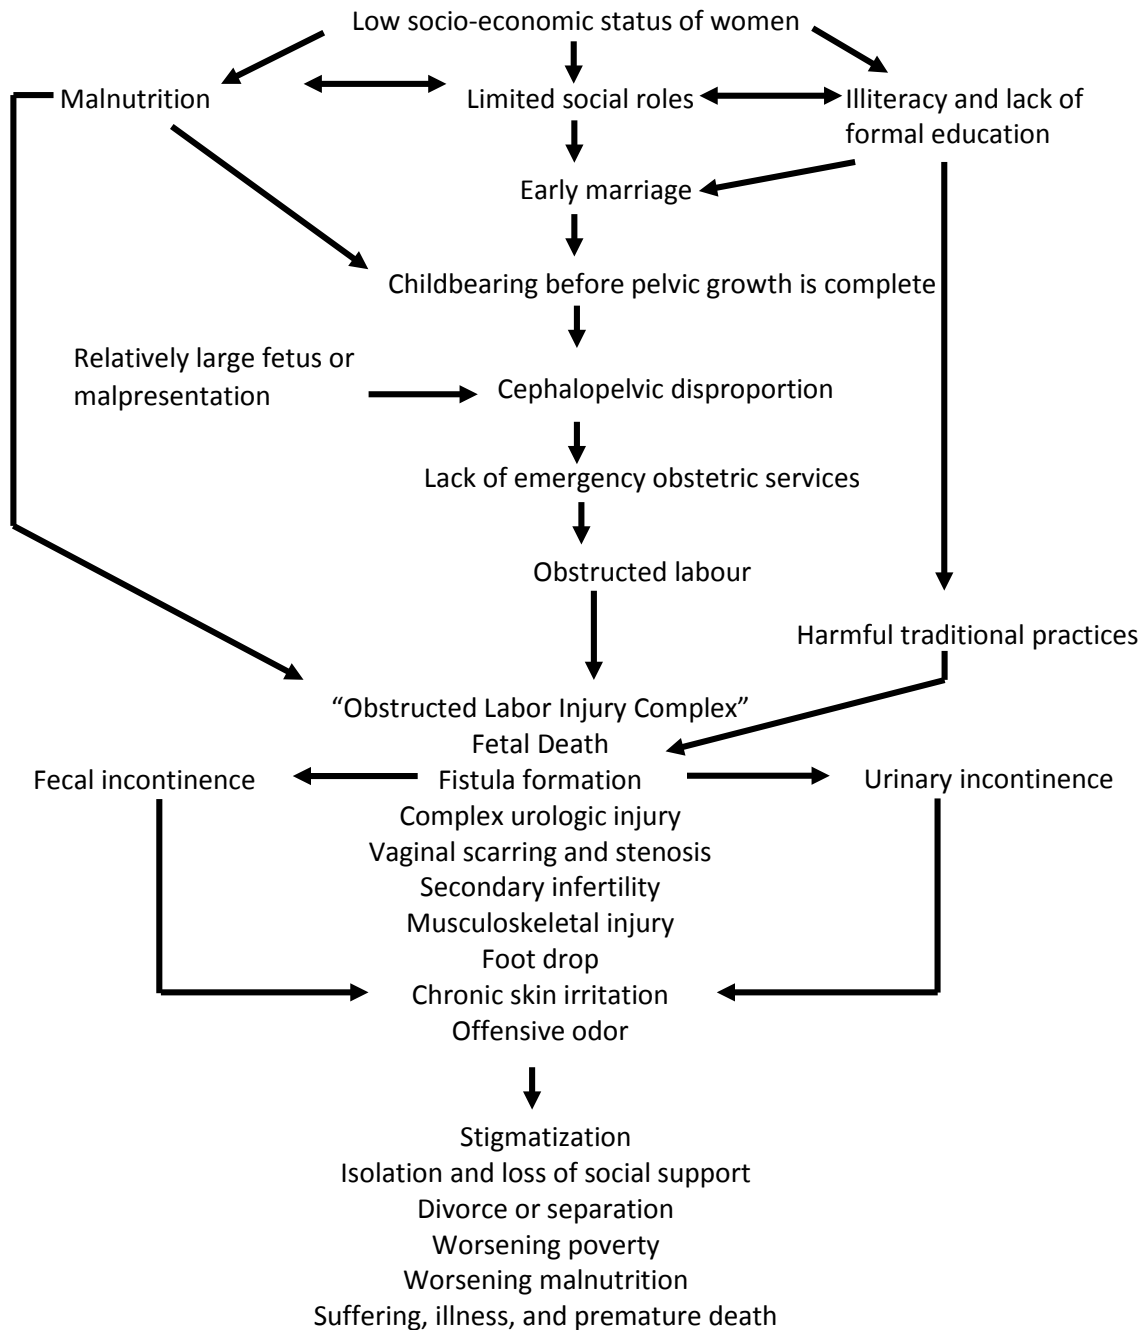 Low socio-economic status of women
Malnutrition
Limited social roles
Illiteracy and lack of
formal education
Early marriage
Childbearing before pelvic growth is complete
Relatively large fetus or
malpresentation
Cephalopelvic disproportion
Lack of emergency obstetric services
Obstructed labour
Harmful traditional practices
“Obstructed Labor Injury Complex”
Fetal Death
Fecal incontinence
Fistula formation
Urinary incontinence
Complex urologic injury
Vaginal scarring and stenosis
Secondary infertility
Musculoskeletal injury
Foot drop
Chronic skin irritation
Offensive odor
Stigmatization
Isolation and loss of social support
Divorce or separation
Worsening poverty
Worsening malnutrition
Suffering, illness, and premature death